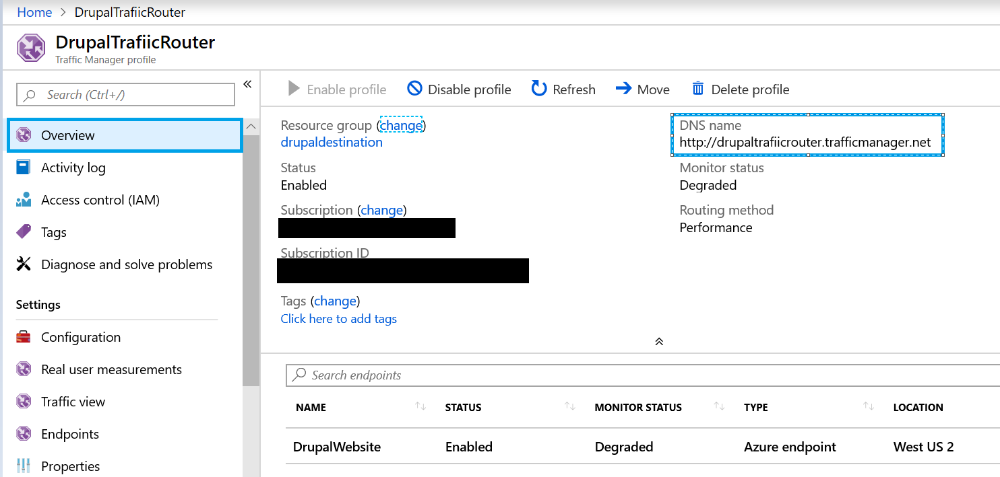 Home > DrupalTrafiicRouter
DrupalTrafiicRouter
Traffic Manager profile
Search (Ctrl+/)
«
Overview
Activity log
Access control (IAM)
Tags
Diagnose and solve problems
Settings
Configuration
Real user measurements
Traffic view
Endpoints
Properties
Enable profile Disable profile Refresh Move Delete profile
Resource group (change)
drupaldestination
Status
Enabled
Subscription (change)
Subscription ID
Tags (change)
Click here to add tags
DNS name
http://drupaltrafiicrouter.trafficmanager.net
Monitor status
Degraded
Routing method
Performance
Search endpoints
NAME STATUS MONITOR STATUS TYPE LOCATION
DrupalWebsite Enabled Degraded Azure endpoint West US 2